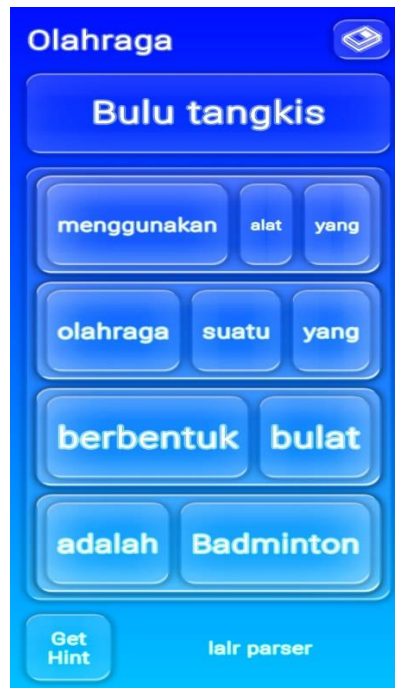 Olahraga
Bulu tangkis
menggunakan alat yang
olahraga suatu yang
berbentuk bulat
adalah Badminton
Get
Hint
lalr parser